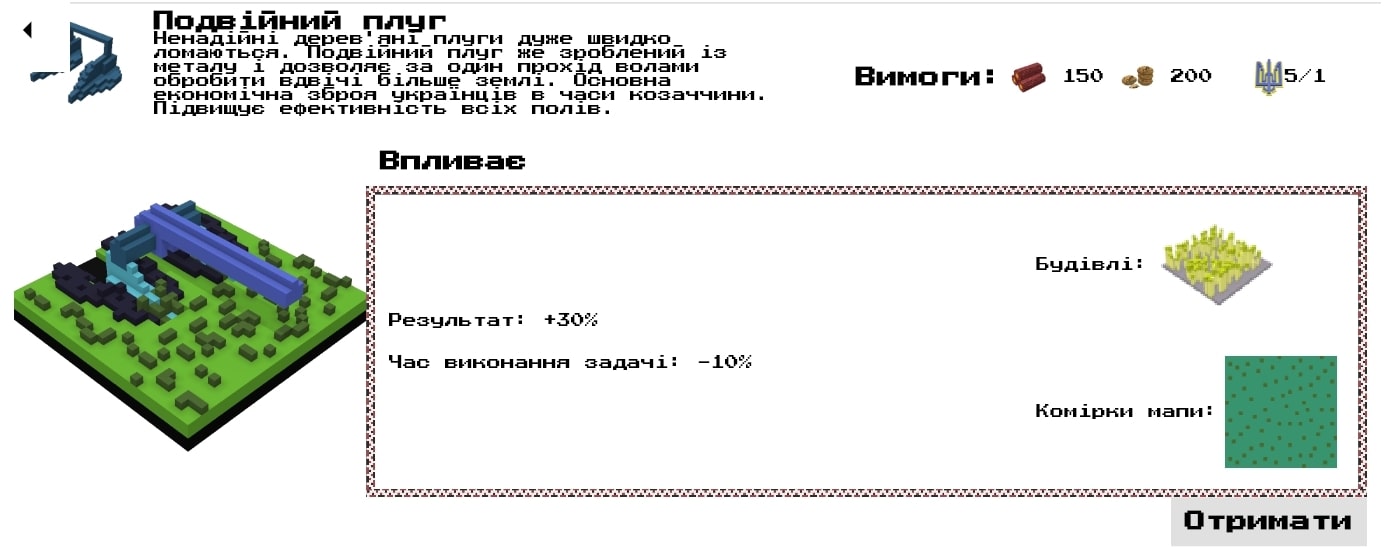 Подвійний плуг
Ненадійні дерев'яні плуги дуже швидко
ломаються. Подвійний плуг же зроблений із
металу і дозволяє за один прохід волами
обробити вдвічі більше землі. Основна
економічна зброя українців в часи козаччини.
Підвищує ефективність всіх полів.
Вимоги: 150 200 5/1
Впливає
Будівлі:
Результат: +30%
Час виконання задачі: -10%
Комірки мапи:
Отримати